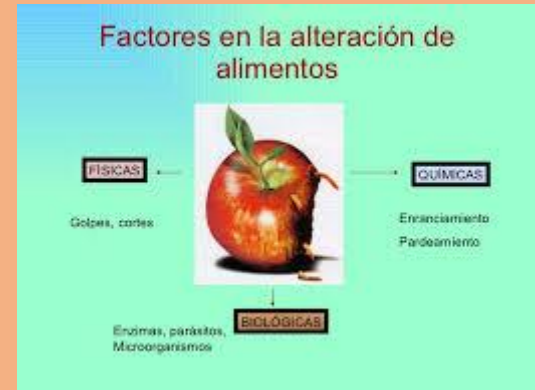 Factores en la alteración de
alimentos
FÍSICAS
QUÍMICAS
Golpes, cortes
Enranciamiento
Pardeamiento
BIOLÓGICAS
Enzimas, parásitos,
Microorganismos